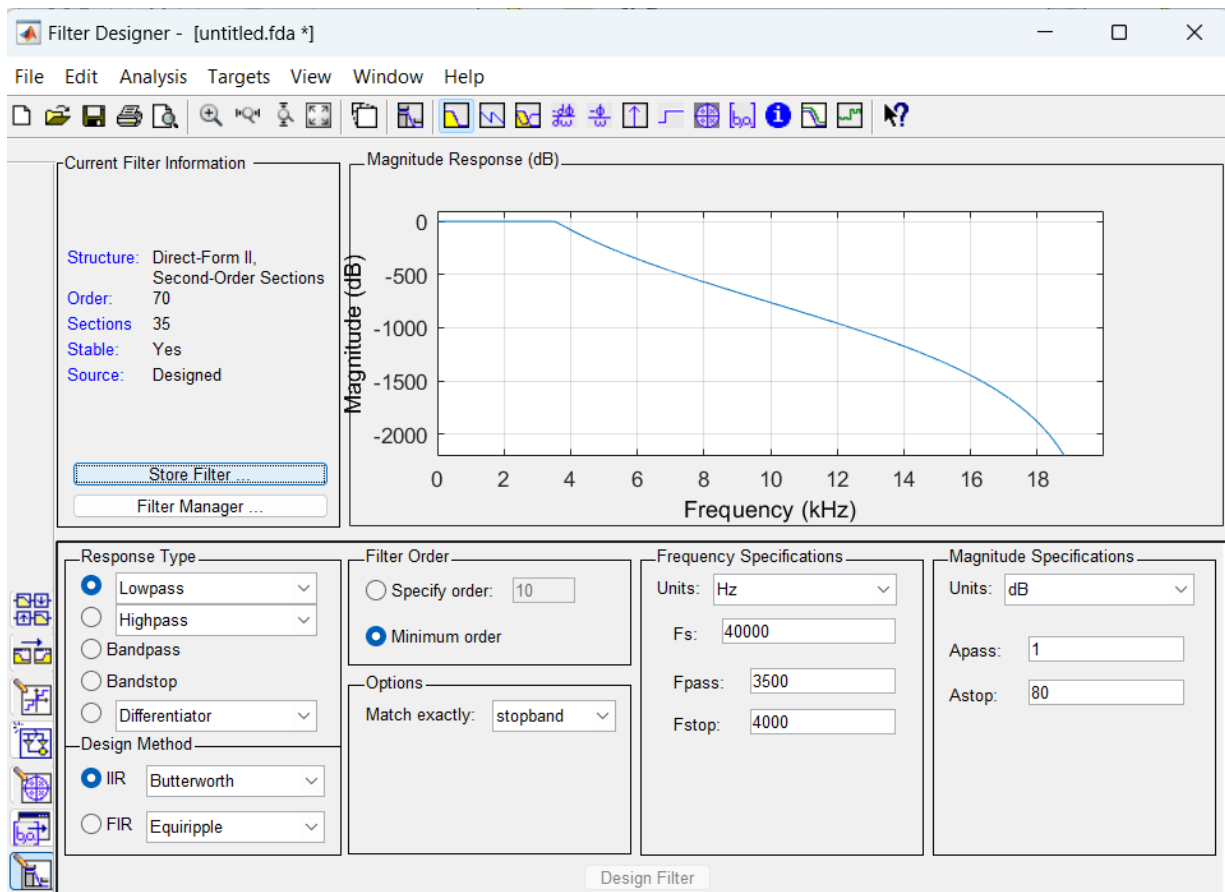 Filter Designer - [untitled.fda *]
File Edit Analysis Targets View Window Help
Current Filter Information
Structure: Direct-Form II,
Second-Order Sections
Order: 70
Sections 35
Stable: Yes
Source: Designed
Store Filter ...
Filter Manager ...
Magnitude Response (dB)
Magnitude (dB)
0
-500
-1000
-1500
-2000
0 2 4 6 8 10 12 14 16 18
Frequency (kHz)
Response Type
Lowpass
Highpass
Bandpass
Bandstop
Differentiator
Design Method
IIR Butterworth
FIR Equiripple
Filter Order
Specify order: 10
Minimum order
Options
Match exactly: stopband
Frequency Specifications
Units: Hz
Fs: 40000
Fpass: 3500
Fstop: 4000
Magnitude Specifications
Units: dB
Apass: 1
Astop: 80
Design Filter